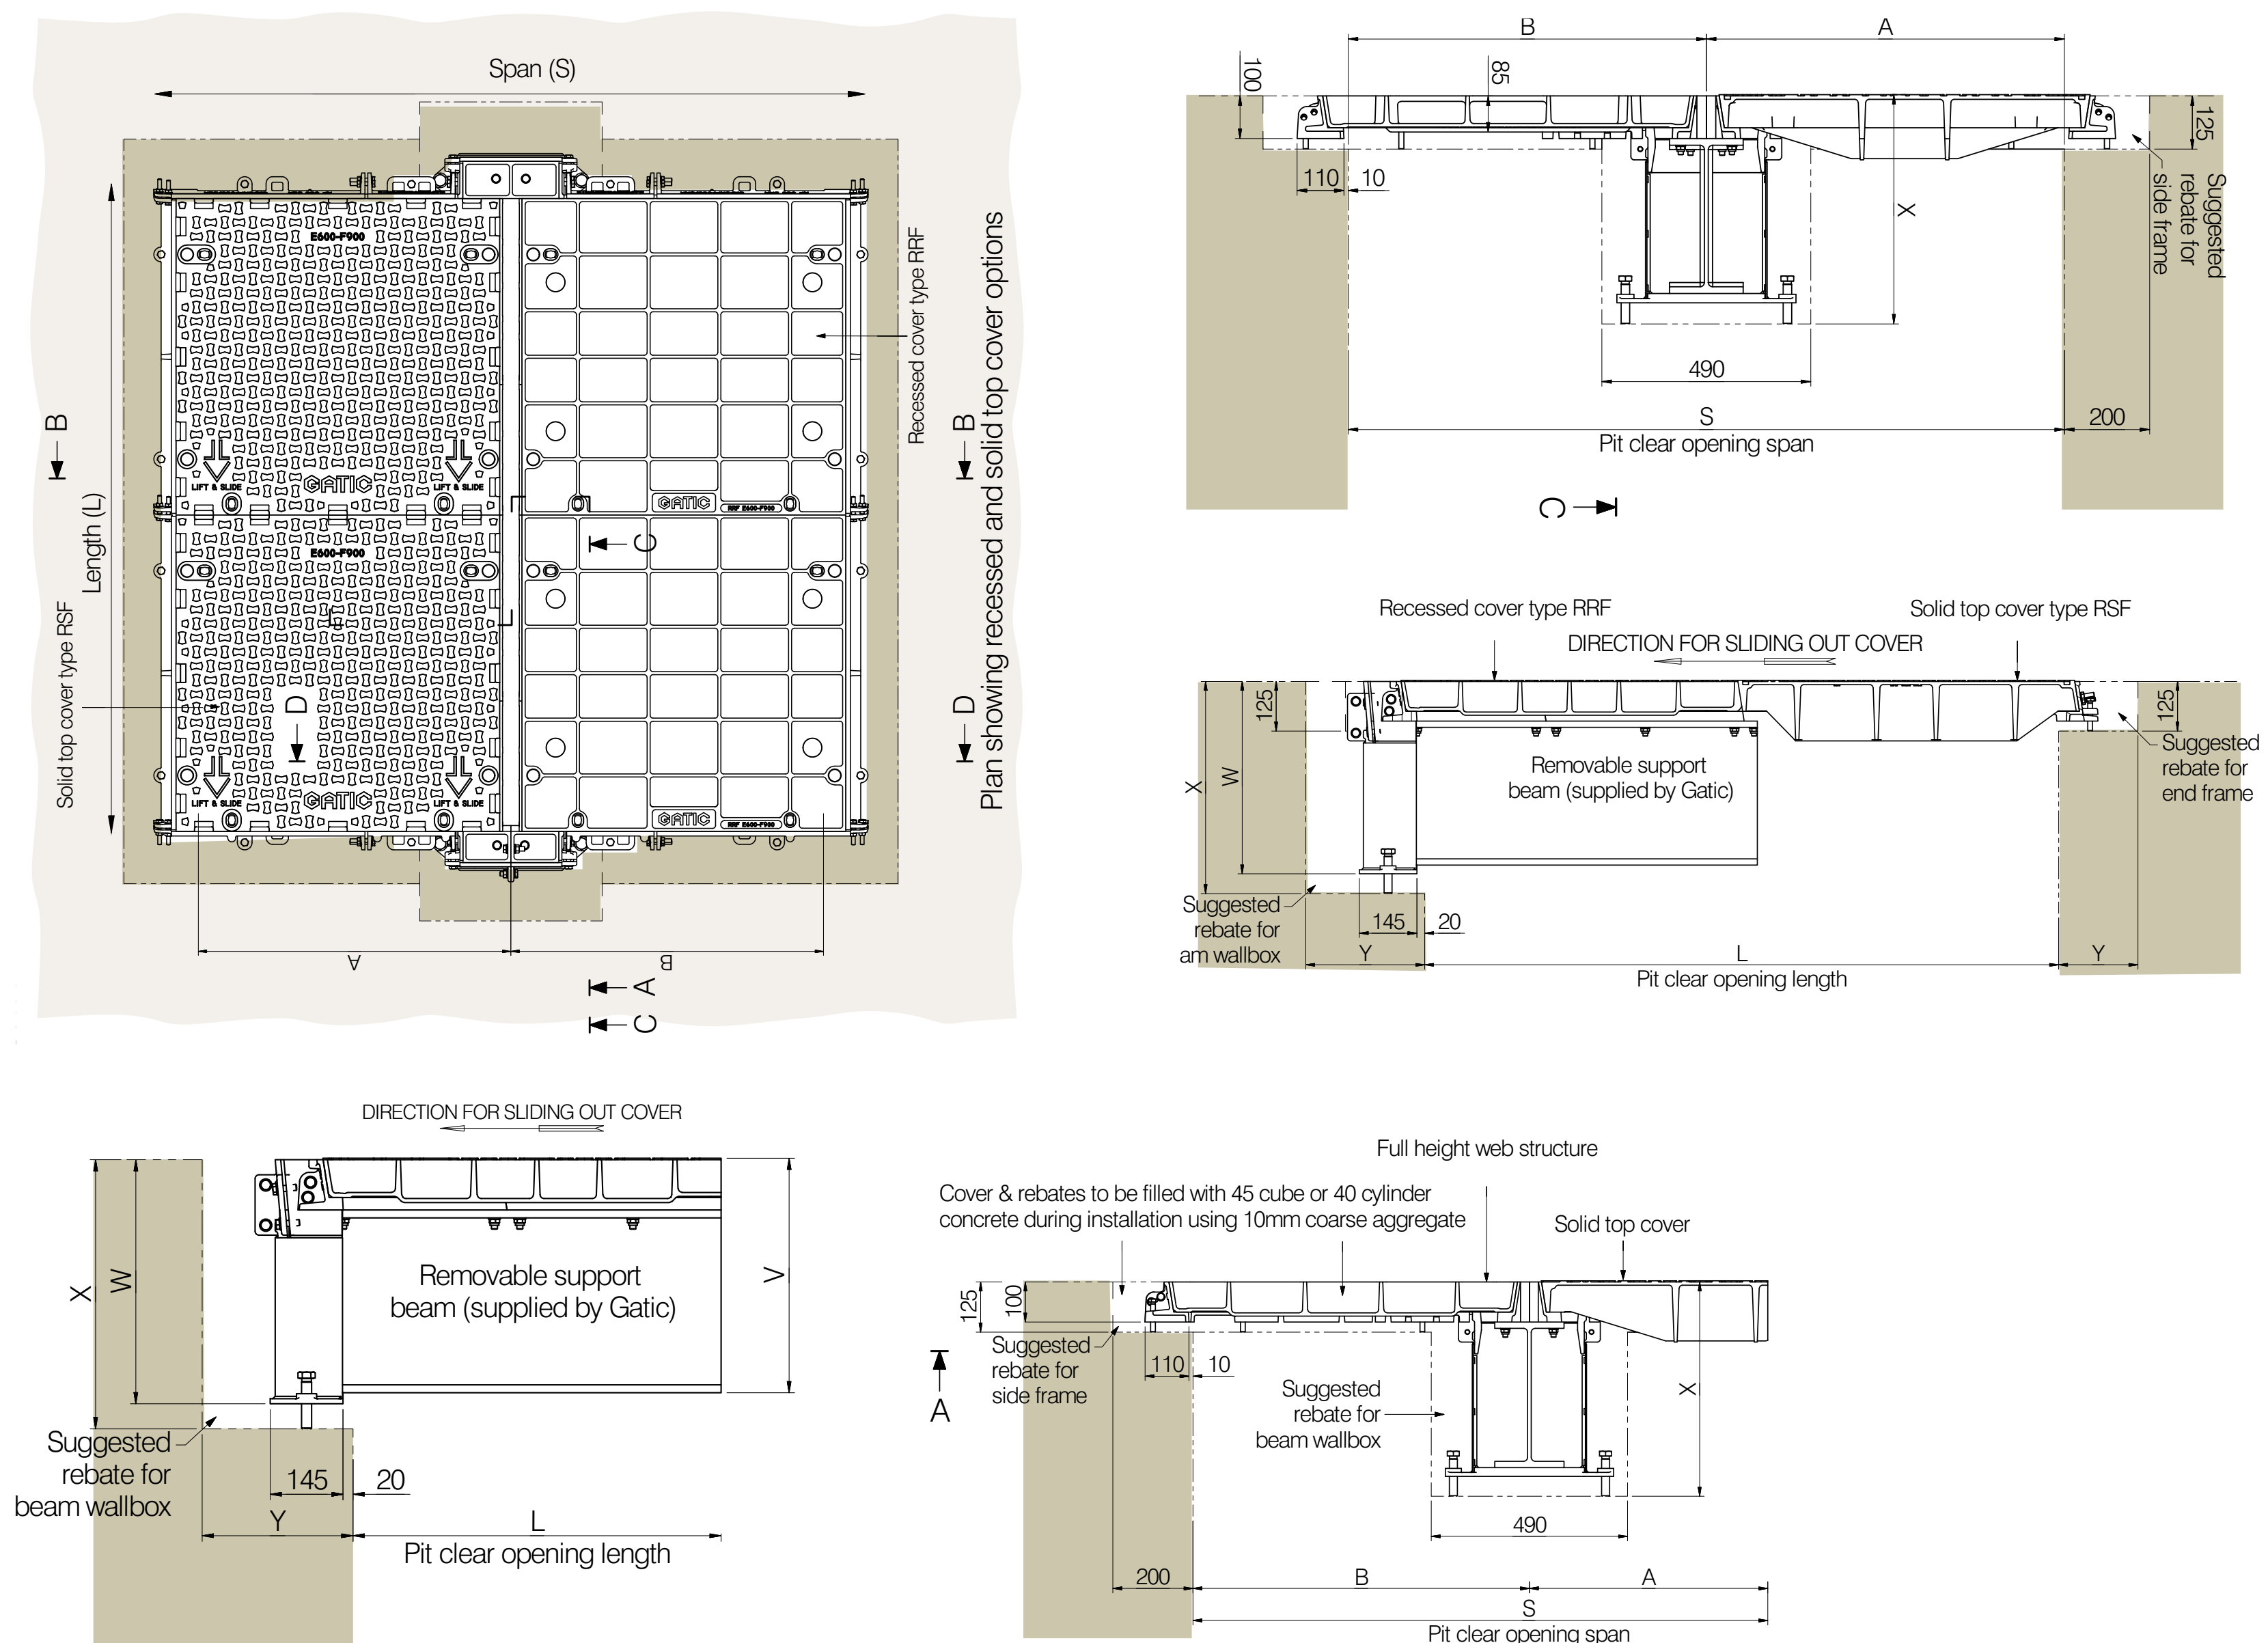 Span (S)
Length (L)
Solid top cover type RSF
Recessed cover type RRF
Plan showing recessed and solid top cover options
E600-F900
LIFT & SLIDE
GATIC
LIFT & SLIDE
GATIC
RRF E600-F900
E600-F900
LIFT & SLIDE
GATIC
LIFT & SLIDE
GATIC
RRF E600-F900
B
B
C
D
D
A
B
A
C
B
A
100
85
125
110
10
X
Suggested
rebate for
side frame
490
S
200
Pit clear opening span
C
Recessed cover type RRF
Solid top cover type RSF
DIRECTION FOR SLIDING OUT COVER
125
125
X
W
Removable support
beam (supplied by Gatic)
Suggested
rebate for
end frame
Suggested
rebate for
am wallbox
145
20
Y
L
Y
Pit clear opening length
DIRECTION FOR SLIDING OUT COVER
X
W
V
Removable support
beam (supplied by Gatic)
Suggested
rebate for
beam wallbox
145
20
Y
L
Pit clear opening length
Full height web structure
Cover & rebates to be filled with 45 cube or 40 cylinder
concrete during installation using 10mm coarse aggregate
Solid top cover
125
100
Suggested
rebate for
side frame
110
10
A
Suggested
rebate for
beam wallbox
X
490
200
B
A
S
Pit clear opening span